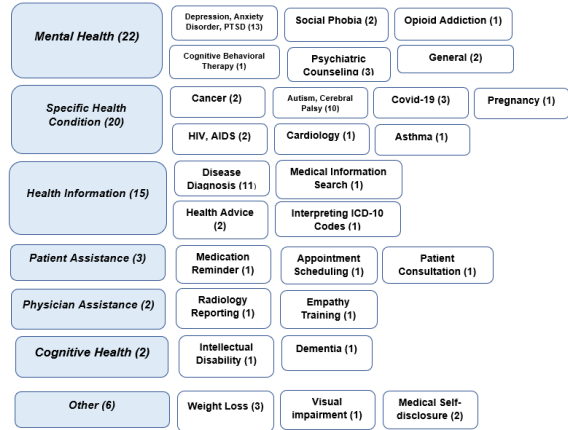 Mental Health (22)
Depression, Anxiety
Disorder, PTSD (13)
Social Phobia (2)
Opioid Addiction (1)
Cognitive Behavioral
Therapy (1)
Psychiatric
Counseling (3)
General (2)
Specific Health
Condition (20)
Cancer (2)
Autism, Cerebral
Palsy (10)
Covid-19 (3)
Pregnancy (1)
HIV, AIDS (2)
Cardiology (1)
Asthma (1)
Health Information (15)
Disease
Diagnosis (11)
Medical Information
Search (1)
Health Advice
(2)
Interpreting ICD-10
Codes (1)
Patient Assistance (3)
Medication
Reminder (1)
Appointment
Scheduling (1)
Patient
Consultation (1)
Physician Assistance (2)
Radiology
Reporting (1)
Empathy
Training (1)
Cognitive Health (2)
Intellectual
Disability (1)
Dementia (1)
Other (6)
Weight Loss (3)
Visual
impairment (1)
Medical Self-
disclosure (2)